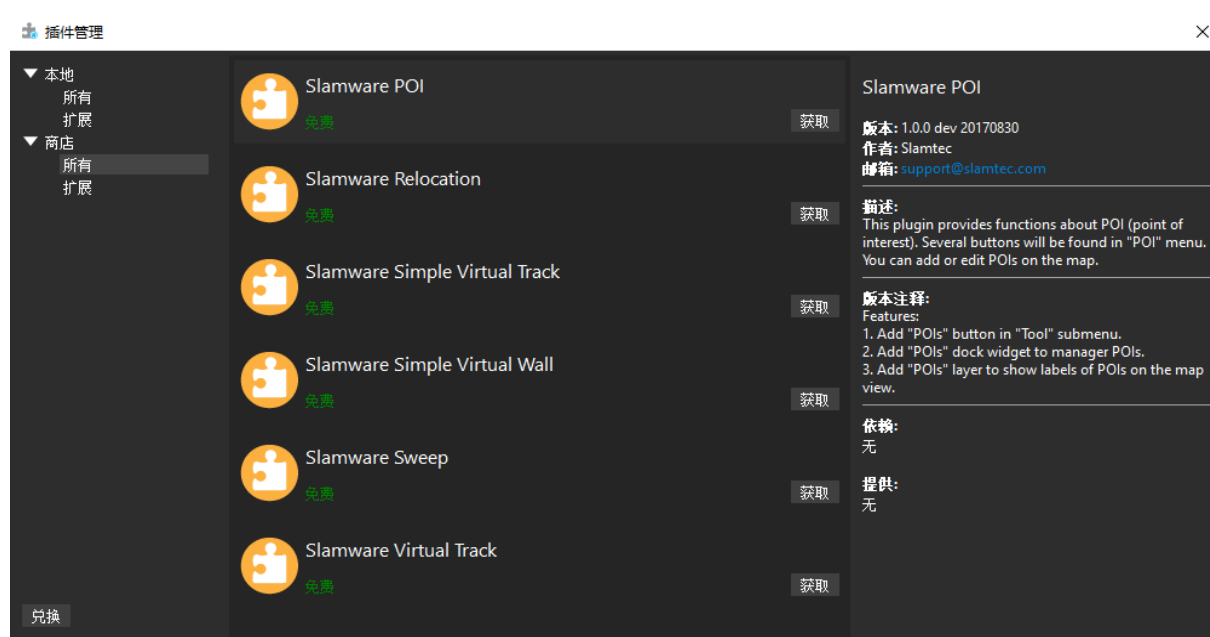 插件管理
本地
所有
扩展
商店
所有
扩展
兑换
Slamware POI
免费
获取
Slamware Relocation
免费
获取
Slamware Simple Virtual Track
免费
获取
Slamware Simple Virtual Wall
免费
获取
Slamware Sweep
免费
获取
Slamware Virtual Track
免费
获取
Slamware POI
版本: 1.0.0 dev 20170830
作者: Slamtec
邮箱: support@slamtec.com
描述:
This plugin provides functions about POI (point of
interest). Several buttons will be found in "POI" menu.
You can add or edit POIs on the map.
版本注释:
Features:
1. Add "POIs" button in "Tool" submenu.
2. Add "POIs" dock widget to manager POIs.
3. Add "POIs" layer to show labels of POIs on the map
view.
依赖:
无
提供:
无